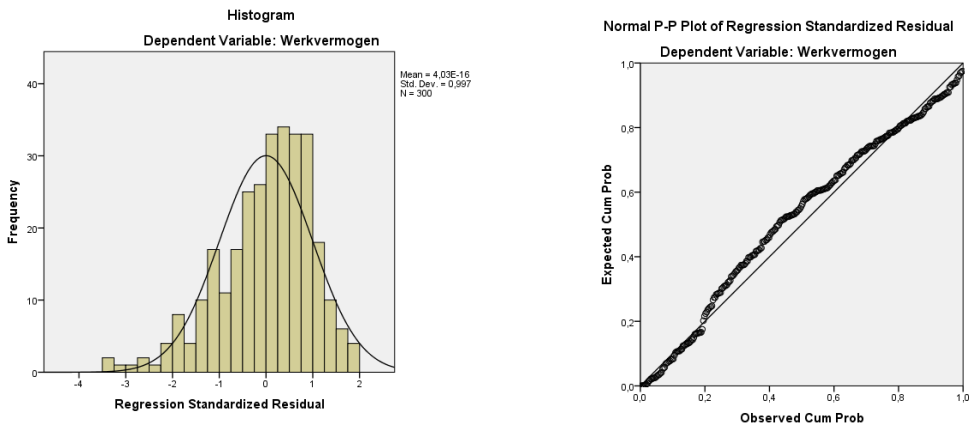 Histogram
Dependent Variable: Werkvermogen
Mean = 4,03E-16
Std. Dev. = 0,997
N = 300
40
30
20
10
0
Frequency
-4 -3 -2 -1 0 1 2
Regression Standardized Residual
Normal P-P Plot of Regression Standardized Residual
Dependent Variable: Werkvermogen
1,0
0,8
0,6
0,4
0,2
0,0
Expected Cum Prob
0,0 0,2 0,4 0,6 0,8 1,0
Observed Cum Prob